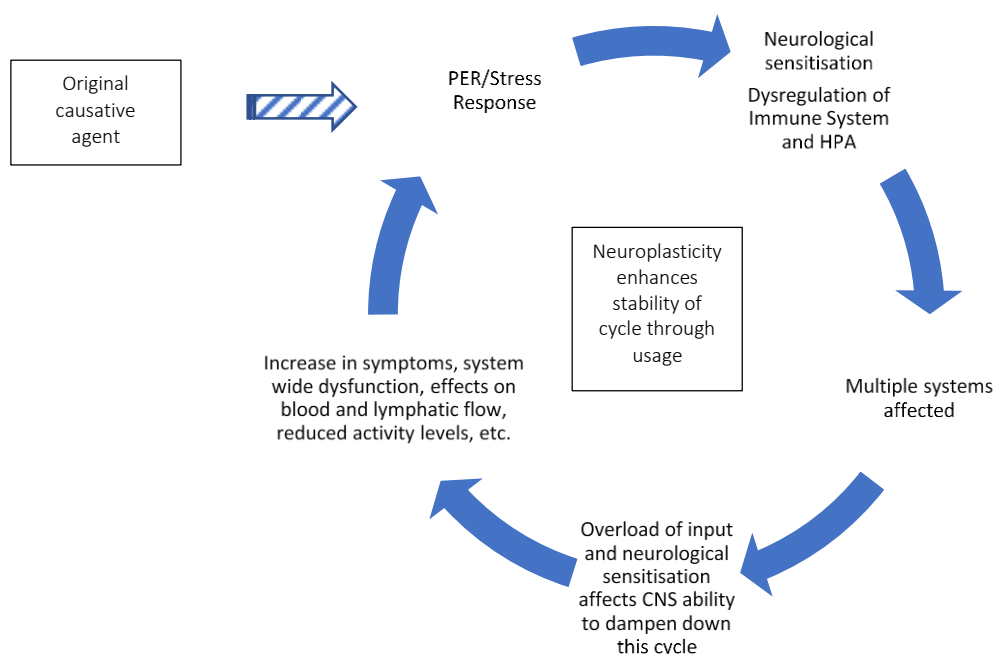 Original
causative
agent
PER/Stress
Response
Neurological
sensitisation
Dysregulation of
Immune System
and HPA
Neuroplasticity
enhances
stability of
cycle through
usage
Multiple systems
affected
Overload of input
and neurological
sensitisation
affects CNS ability
to dampen down
this cycle
Increase in symptoms, system
wide dysfunction, effects on
blood and lymphatic flow,
reduced activity levels, etc.